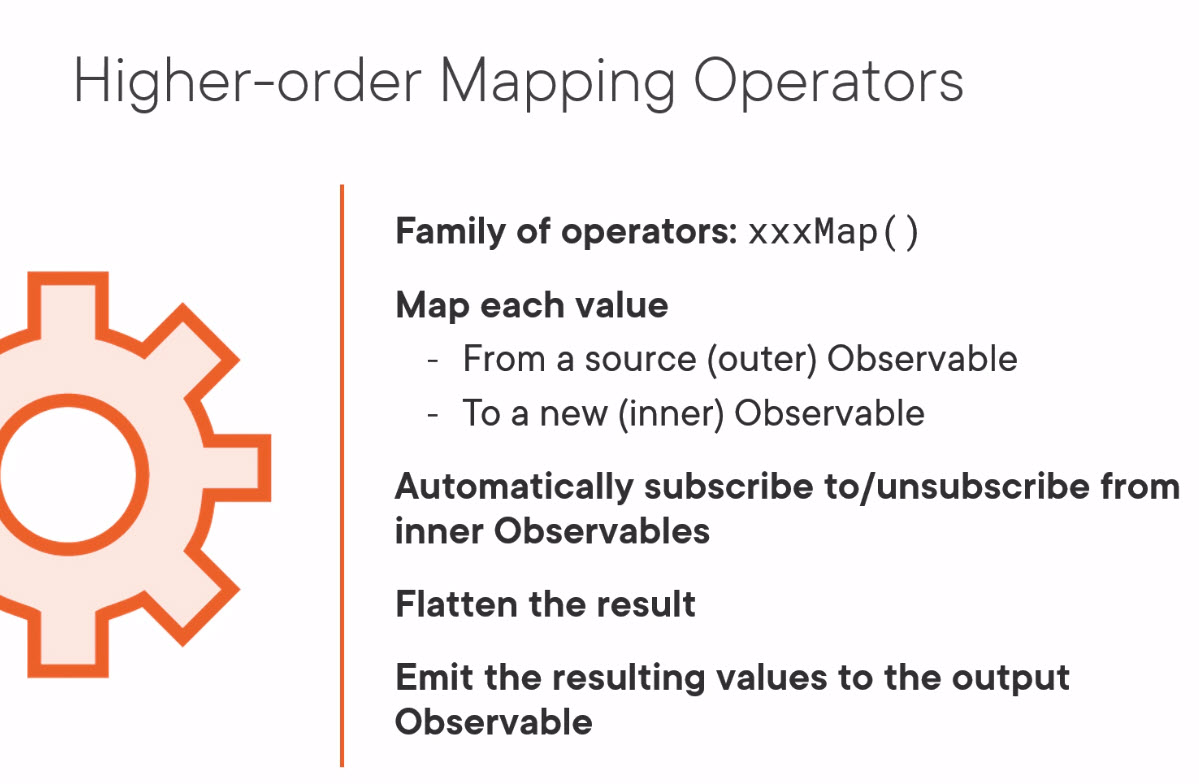 Higher-order Mapping Operators
Family of operators: xxxMap()
Map each value
- From a source (outer) Observable
- To a new (inner) Observable
Automatically subscribe to/unsubscribe from
inner Observables
Flatten the result
Emit the resulting values to the output
Observable